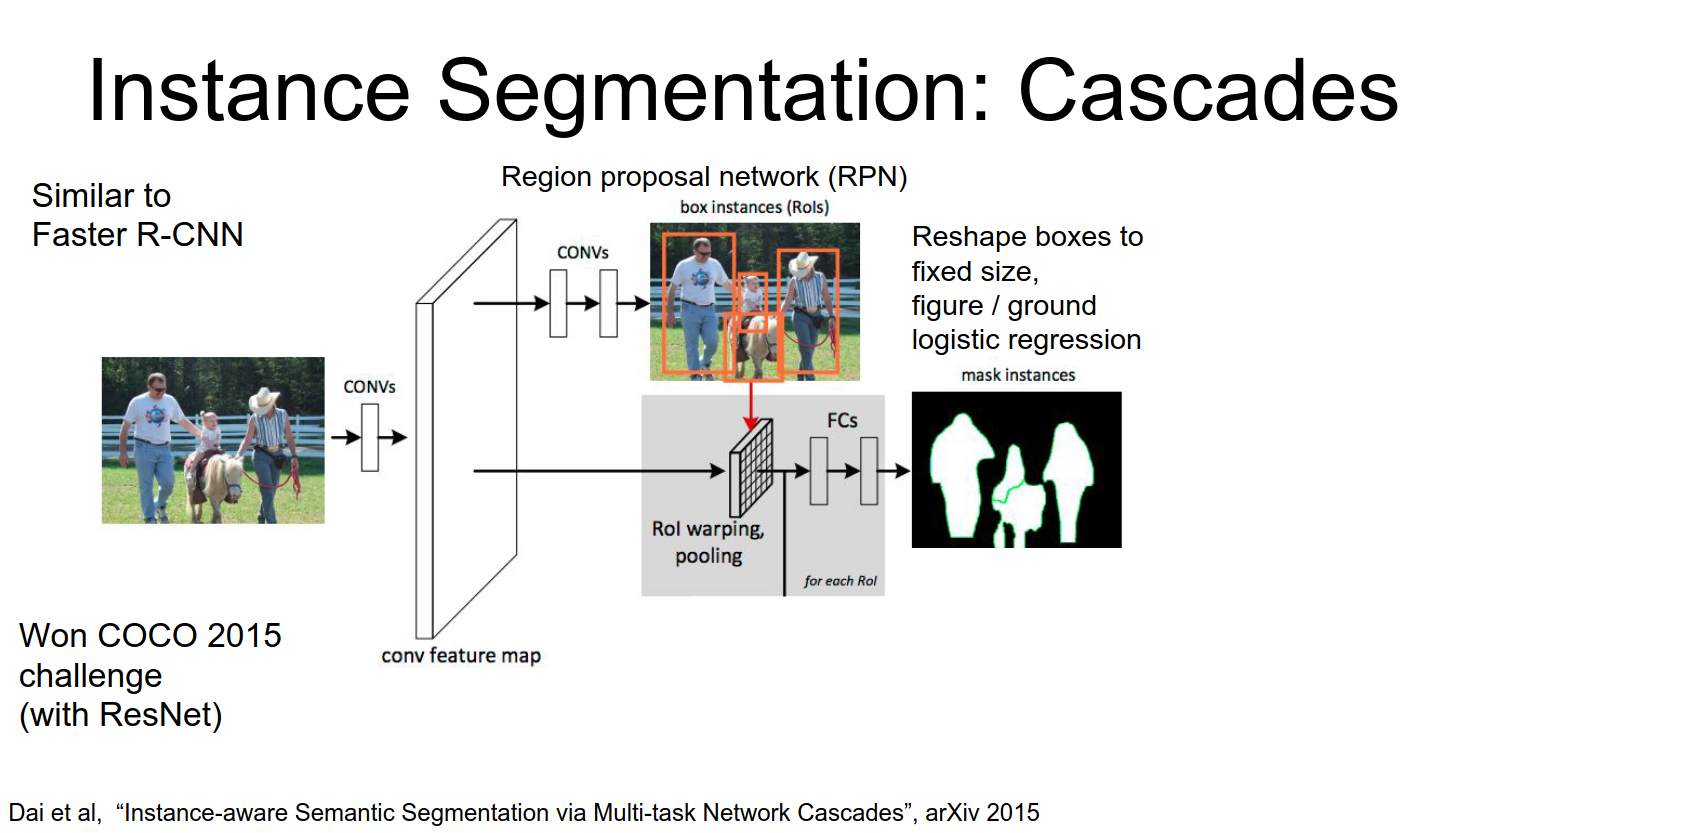 Instance Segmentation: Cascades
Similar to
Faster R-CNN
Region proposal network (RPN)
box instances (RoIs)
CONVs
Reshape boxes to
fixed size,
figure / ground
logistic regression
mask instances
CONVs
FCs
RoI warping,
pooling
for each RoI
conv feature map
Won COCO 2015
challenge
(with ResNet)
Dai et al, “Instance-aware Semantic Segmentation via Multi-task Network Cascades”, arXiv 2015